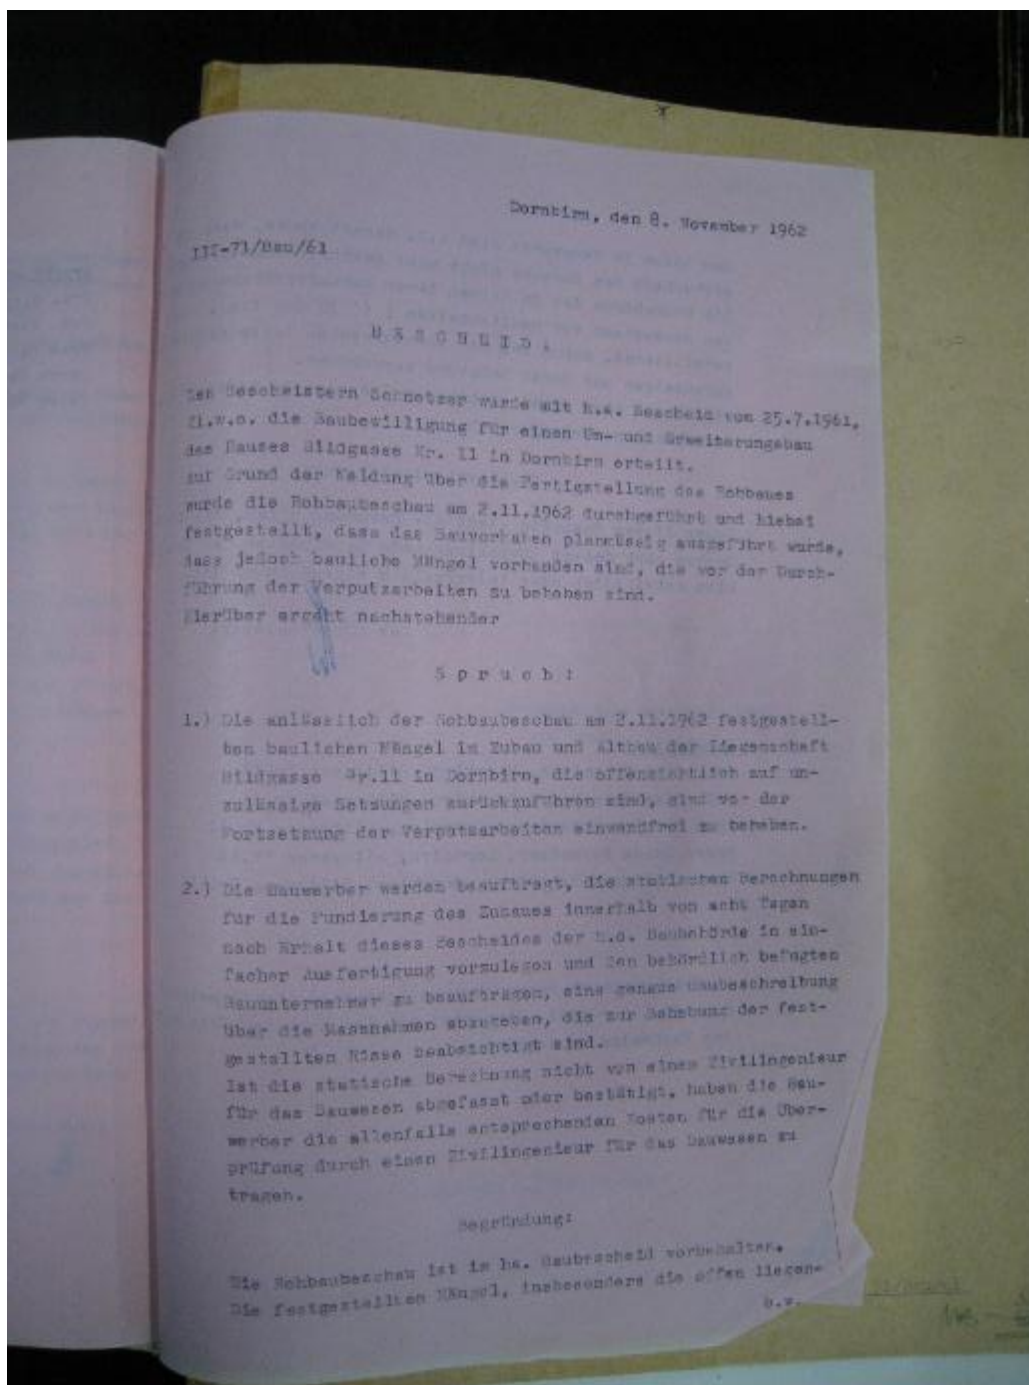 Dornbirn, den 8. November 1962
III-71/Bau/61
B E S C H E I D .
Den Geschwistern Schmotzer wurde mit h.a. Bescheid vom 25.7.1961,
Zl.w.o. die Baubewilligung für einen Um- und Erweiterungsbau
des Hauses Bildgasse Nr. 11 in Dornbirn erteilt.
Auf Grund der Meldung über die Fertigstellung des Rohbaues
wurde die Rohbaubeschau am 2.11.1962 durchgeführt und hiebei
festgestellt, dass das Bauvorhaben planmässig ausgeführt wurde,
dass jedoch bauliche Mängel vorhanden sind, die vor der Durch-
führung der Verputzarbeiten zu beheben sind.
Hierüber ergeht nachstehender
S p r u c h :
1.) Die anlässlich der Rohbaubeschau am 2.11.1962 festgestell-
ten baulichen Mängel im Zubau und Altbau der Liegenschaft
Bildgasse Nr.11 in Dornbirn, die offensichtlich auf un-
zulässige Setzungen zurückzuführen sind, sind vor der
Fortsetzung der Verputzarbeiten einwandfrei zu beheben.
2.) Die Bauwerber werden beauftragt, die statischen Berechnungen
für die Fundierung des Zubaues innerhalb von acht Tagen
nach Erhalt dieses Bescheides der h.o. Baubehörde in ein-
facher Ausfertigung vorzulegen und den behördlich befugten
Bauunternehmer zu beauftragen, eine genaue Baubeschreibung
über die Massnahmen abzugeben, die zur Behebung der fest-
gestellten Risse beabsichtigt sind.
Ist die statische Berechnung nicht von einem Zivilingenieur
für das Bauwesen abgefasst oder bestätigt, haben die Bau-
werber die allenfalls entsprechenden Kosten für die Über-
prüfung durch einen Zivilingenieur für das Bauwesen zu
tragen.
Begründung:
Die Rohbaubeschau ist im ha. Baubescheid vorbehalten.
Die festgestellten Mängel, insbesonders die offen liegen-
b.w.